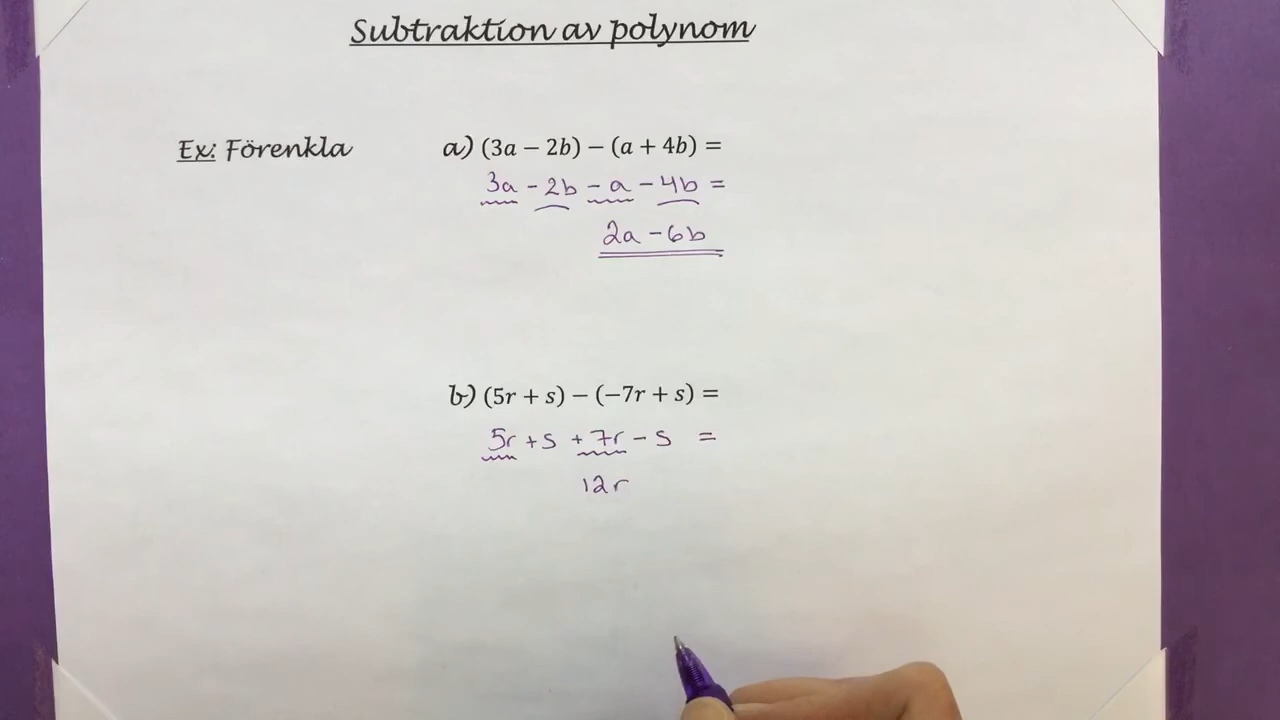 Subtraktion av polynom
Ex: Förenkla
a) (3a − 2b) − (a + 4b) =
3a - 2b - a - 4b =
2a - 6b
b) (5r + s) − (−7r + s) =
5r + s + 7r - s =
12r